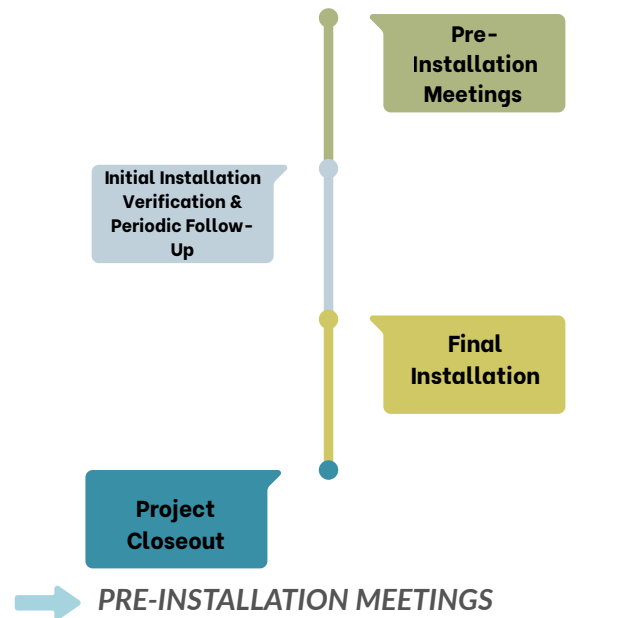 Pre-
Installation
Meetings
Initial Installation
Verification &
Periodic Follow-
Up
Final
Installation
Project
Closeout
PRE-INSTALLATION MEETINGS